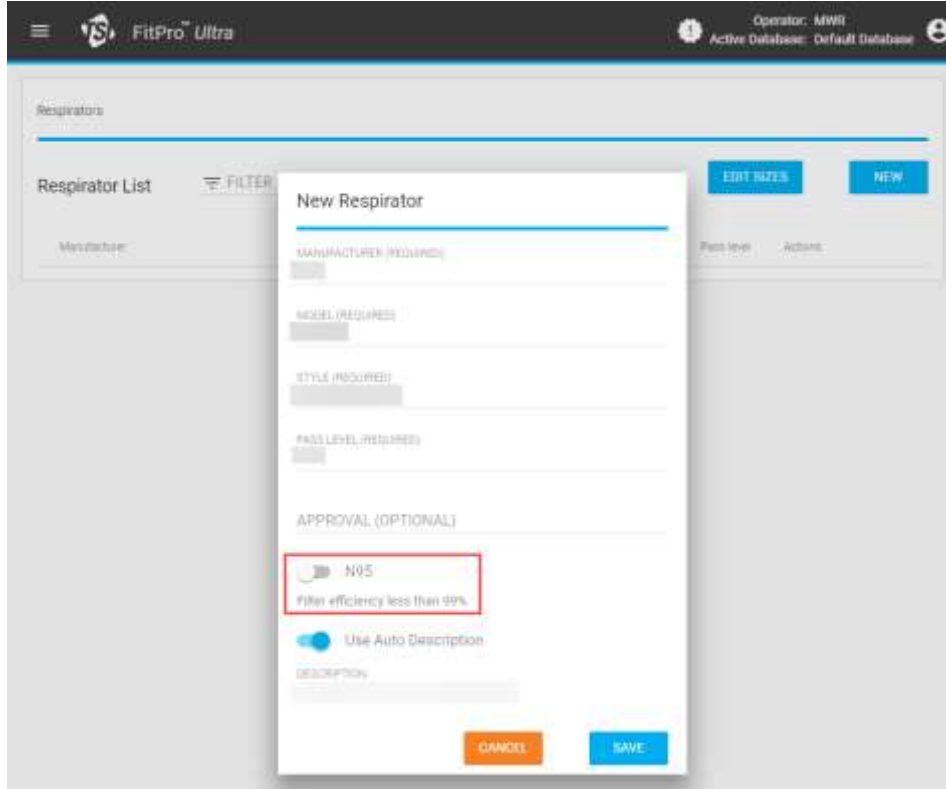 FitPro™ Ultra
1
Operator: MWR
Active Database: Default Database
Respirators
Respirator List
FILTER
EDIT SIZES
NEW
Manufacturer
Pass level
Actions
New Respirator
MANUFACTURER (REQUIRED)
MODEL (REQUIRED)
STYLE (REQUIRED)
PASS LEVEL (REQUIRED)
APPROVAL (OPTIONAL)
N95
Filter efficiency less than 99%
Use Auto Description
DESCRIPTION
CANCEL
SAVE